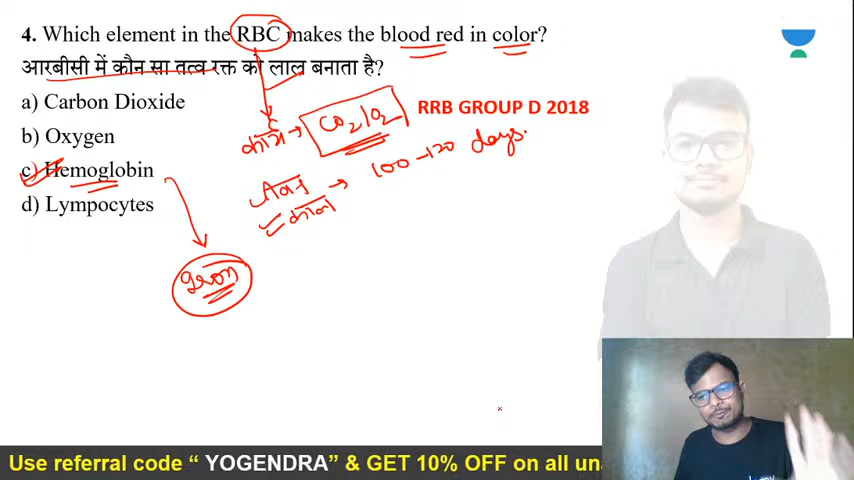 4. Which element in the RBC makes the blood red in color?
आरबीसी में कौन सा तत्व रक्त को लाल बनाता है?
a) Carbon Dioxide
RRB GROUP D 2018
कार्य → CO2/O2
b) Oxygen
c) Hemoglobin
→ 100-120 days.
d) Lympocytes
Iron
Use referral code “ YOGENDRA” & GET 10% OFF on all